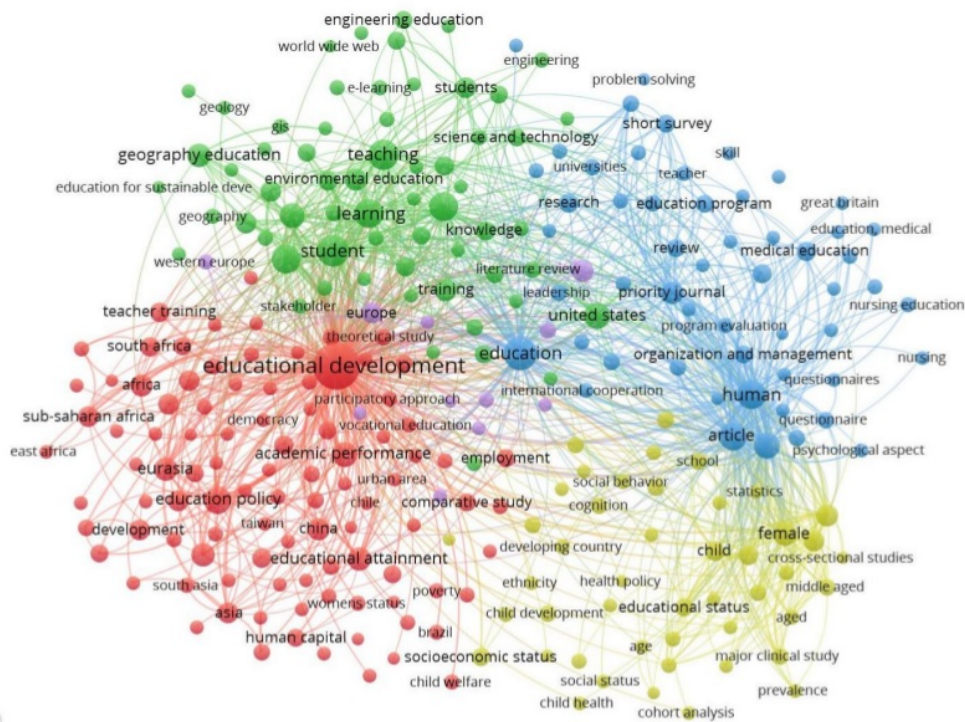 engineering education
world wide web
engineering
problem solving
e-learning
students
geology
gis
short survey
science and technology
geography education
teaching
skill
universities
teacher
environmental education
education for sustainable deve
geography
learning
research
education program
great britain
knowledge
education, medical
student
review
medical education
western europe
literature review
training
leadership
priority journal
stakeholder
nursing education
teacher training
europe
united states
program evaluation
theoretical study
south africa
education
organization and management
nursing
educational development
africa
international cooperation
questionnaires
participatory approach
human
sub-saharan africa
democracy
vocational education
questionnaire
article
east africa
academic performance
employment
school
psychological aspect
eurasia
urban area
social behavior
statistics
education policy
chile
comparative study
cognition
development
taiwan
china
female
developing country
child
cross-sectional studies
educational attainment
south asia
poverty
ethnicity
health policy
middle aged
womens status
asia
child development
educational status
aged
human capital
brazil
age
socioeconomic status
major clinical study
child welfare
social status
prevalence
child health
cohort analysis